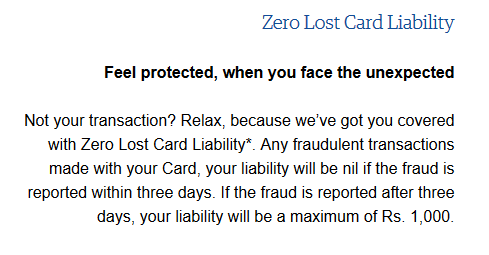 Zero Lost Card Liability
Feel protected, when you face the unexpected
Not your transaction? Relax, because we’ve got you covered
with Zero Lost Card Liability*. Any fraudulent transactions
made with your Card, your liability will be nil if the fraud is
reported within three days. If the fraud is reported after three
days, your liability will be a maximum of Rs. 1,000.